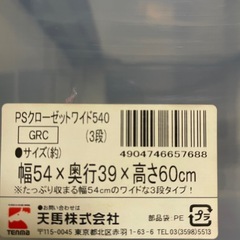 PSクローゼットワイド540
GRC
(3段)
●サイズ(約)
4904746657688
幅54×奥行39×高さ60cm
※たっぷり収まる幅54cmのワイドな3段タイプ!
■お問い合わせ先
天馬株式会社
TENMA
部品袋:PE
プラ
〒115-0045 東京都北区赤羽1-63-6 ☎03(3598)5511